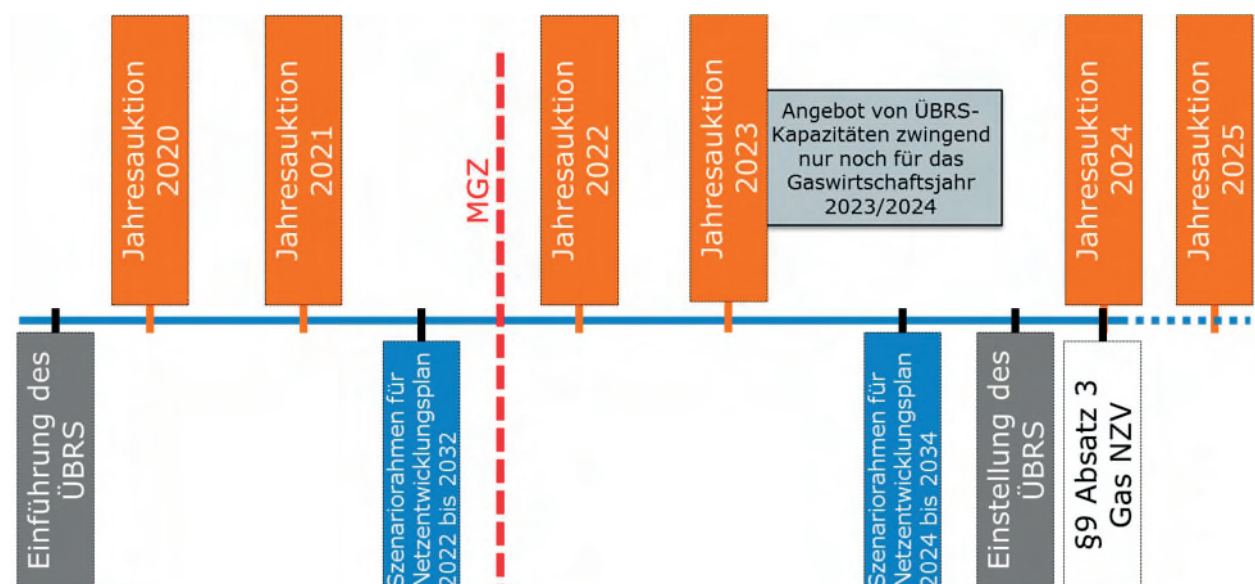 Jahresauktion
2020
Jahresauktion
2021
MGZ
Jahresauktion
2022
Jahresauktion
2023
Angebot von ÜBRS-
Kapazitäten zwingend
nur noch für das
Gaswirtschaftsjahr
2023/2024
Jahresauktion
2024
Jahresauktion
2025
Einführung des
ÜBRS
Szenariorahmen für
Netzentwicklungsplan
2022 bis 2032
Szenariorahmen für
Netzentwicklungsplan
2024 bis 2034
Einstellung des
ÜBRS
§9 Absatz 3
Gas NZV